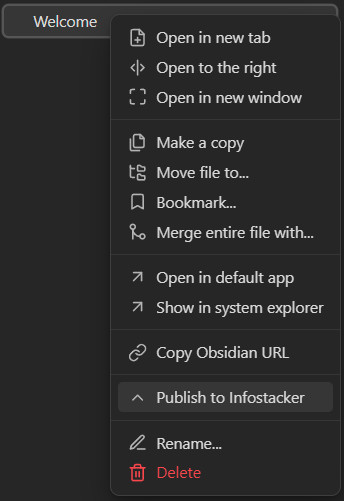 Welcome
Open in new tab
Open to the right
Open in new window
Make a copy
Move file to...
Bookmark...
Merge entire file with...
Open in default app
Show in system explorer
Copy Obsidian URL
Publish to Infostacker
Rename...
Delete